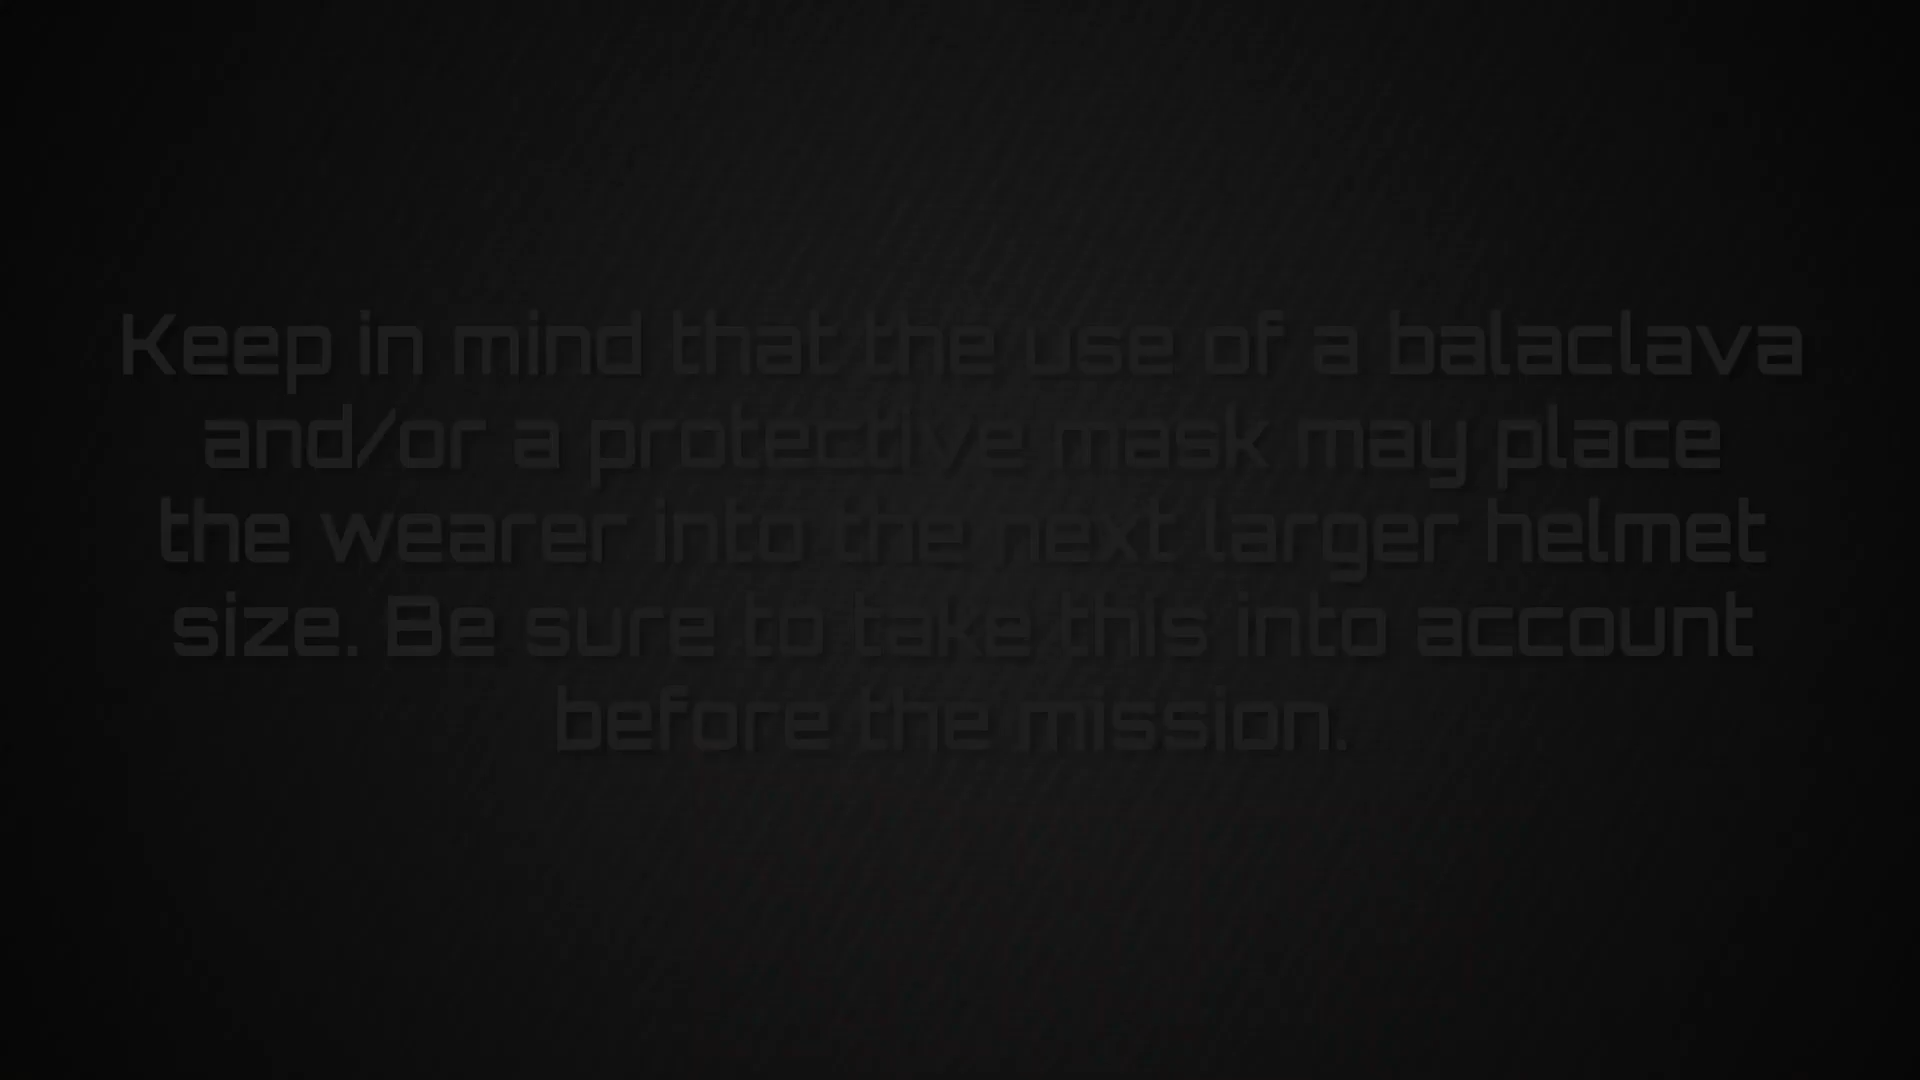 Keep in mind that the use of a balaclava
and/or a protective mask may place
the wearer into the next larger helmet
size. Be sure to take this into account
before the mission.